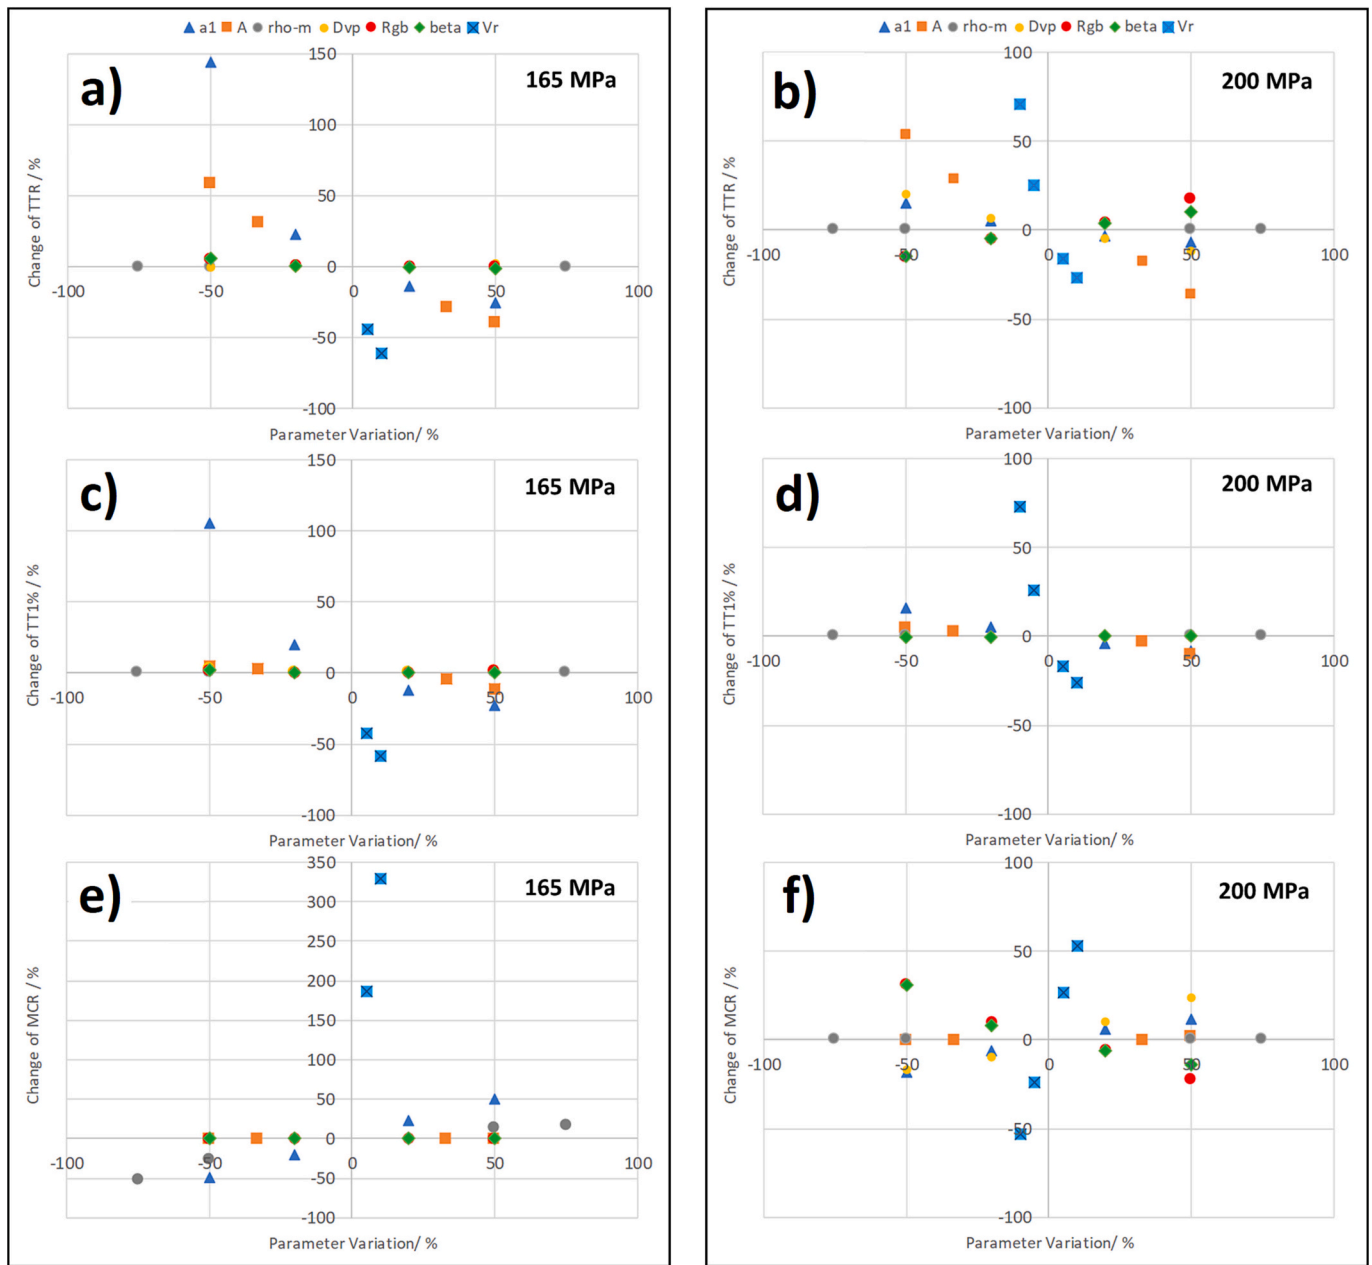 a1 A rho-m Dvp Rgb beta Vr
a) 165 MPa
Change of TTR / %
150
100
50
0
-50
-100
-100 -50 0 50 100
Parameter Variation/ %
a1 A rho-m Dvp Rgb beta Vr
b) 200 MPa
Change of TTR / %
100
50
0
-50
-100
-100 -50 0 50 100
Parameter Variation/ %
c) 165 MPa
Change of TT1% / %
150
100
50
0
-50
-100
-100 -50 0 50 100
Parameter Variation/ %
d) 200 MPa
Change of TT1% / %
100
50
0
-50
-100
-100 -50 0 50 100
Parameter Variation/ %
e) 165 MPa
Change of MCR / %
350
300
250
200
150
100
50
0
-50
-100
-100 -50 0 50 100
Parameter Variation/ %
f) 200 MPa
Change of MCR / %
100
50
0
-50
-100
-100 -50 0 50 100
Parameter Variation/ %